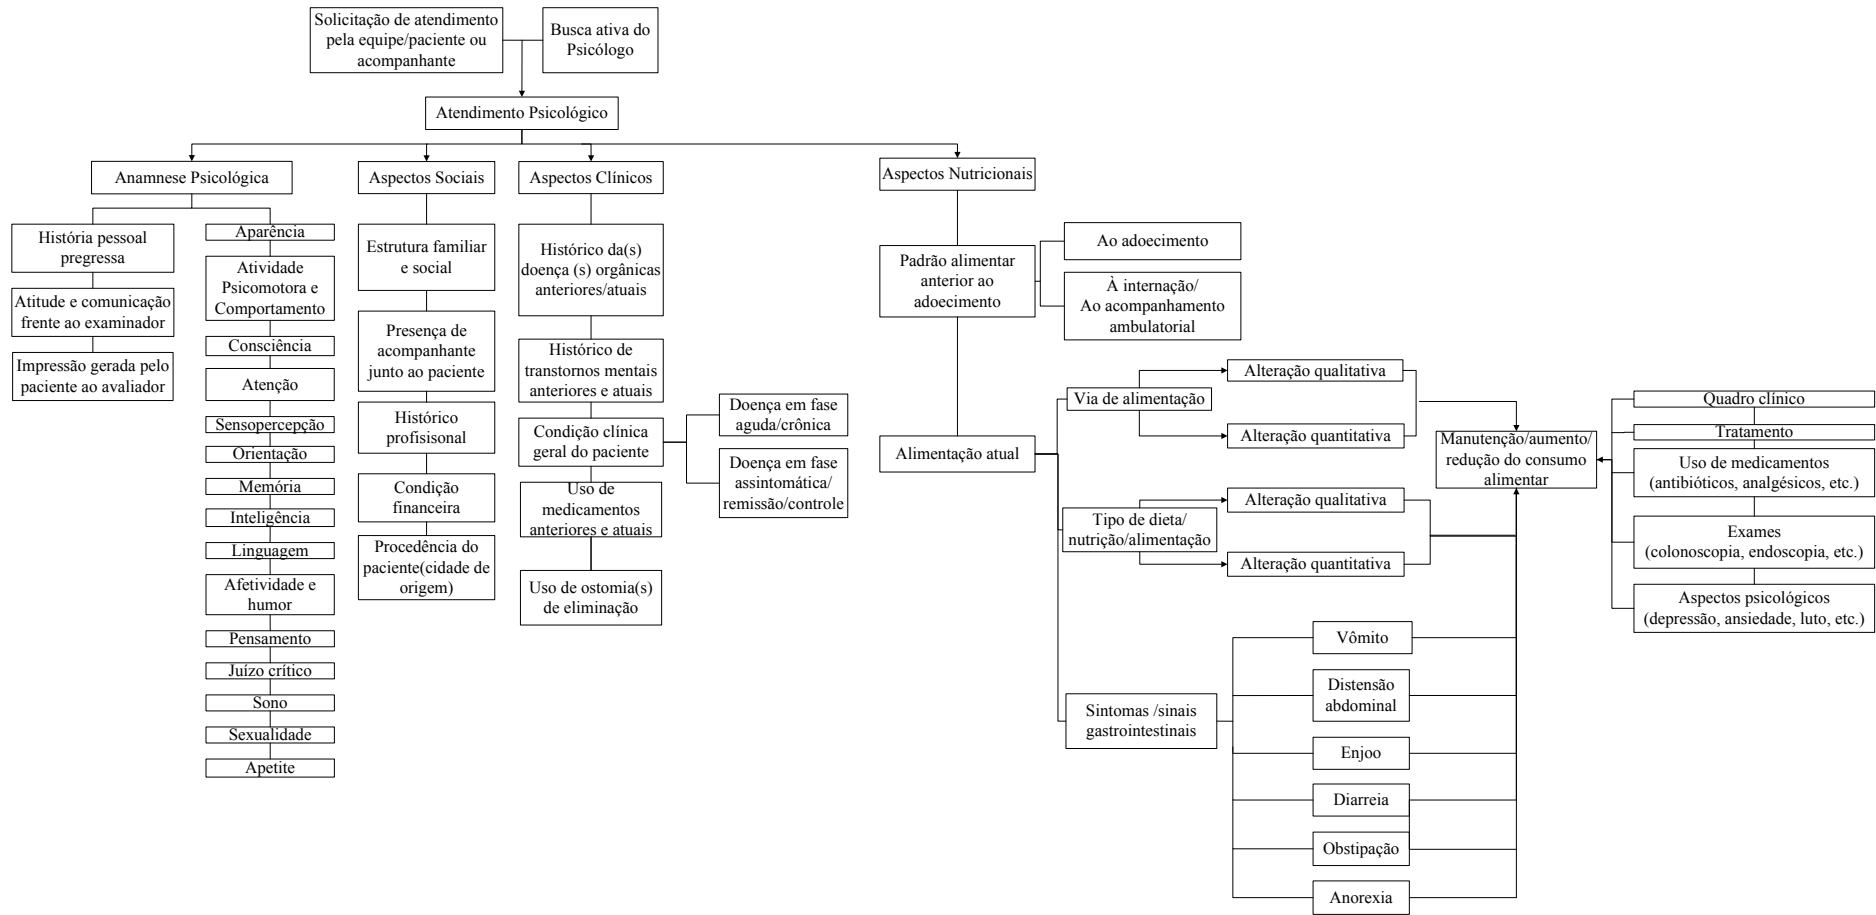 Solicitação de atendimento
pela equipe/paciente ou
acompanhante
Busca ativa do
Psicólogo
Atendimento Psicológico
Anamnese Psicológica
Aspectos Sociais
Aspectos Clínicos
Aspectos Nutricionais
História pessoal
pregressa
Atitude e comunicação
frente ao examinador
Impressão gerada pelo
paciente ao avaliador
Aparência
Atividade
Psicomotora e
Comportamento
Consciência
Atenção
Sensopercepção
Orientação
Memória
Inteligência
Linguagem
Afetividade e
humor
Pensamento
Juízo crítico
Sono
Sexualidade
Apetite
Estrutura familiar
e social
Presença de
acompanhante
junto ao paciente
Histórico
profisisonal
Condição
financeira
Procedência do
paciente(cidade de
origem)
Histórico da(s)
doença (s) orgânicas
anteriores/atuais
Histórico de
transtornos mentais
anteriores e atuais
Condição clínica
geral do paciente
Uso de
medicamentos
anteriores e atuais
Uso de ostomia(s)
de eliminação
Doença em fase
aguda/crônica
Doença em fase
assintomática/
remissão/controle
Padrão alimentar
anterior ao
adoecimento
Ao adoecimento
À internação/
Ao acompanhamento
ambulatorial
Alimentação atual
Via de alimentação
Alteração qualitativa
Alteração quantitativa
Tipo de dieta/
nutrição/alimentação
Alteração qualitativa
Alteração quantitativa
Sintomas /sinais
gastrointestinais
Vômito
Distensão
abdominal
Enjoo
Diarreia
Obstipação
Anorexia
Manutenção/aumento/
redução do consumo
alimentar
Quadro clínico
Tratamento
Uso de medicamentos
(antibióticos, analgésicos, etc.)
Exames
(colonoscopia, endoscopia, etc.)
Aspectos psicológicos
(depressão, ansiedade, luto, etc.)